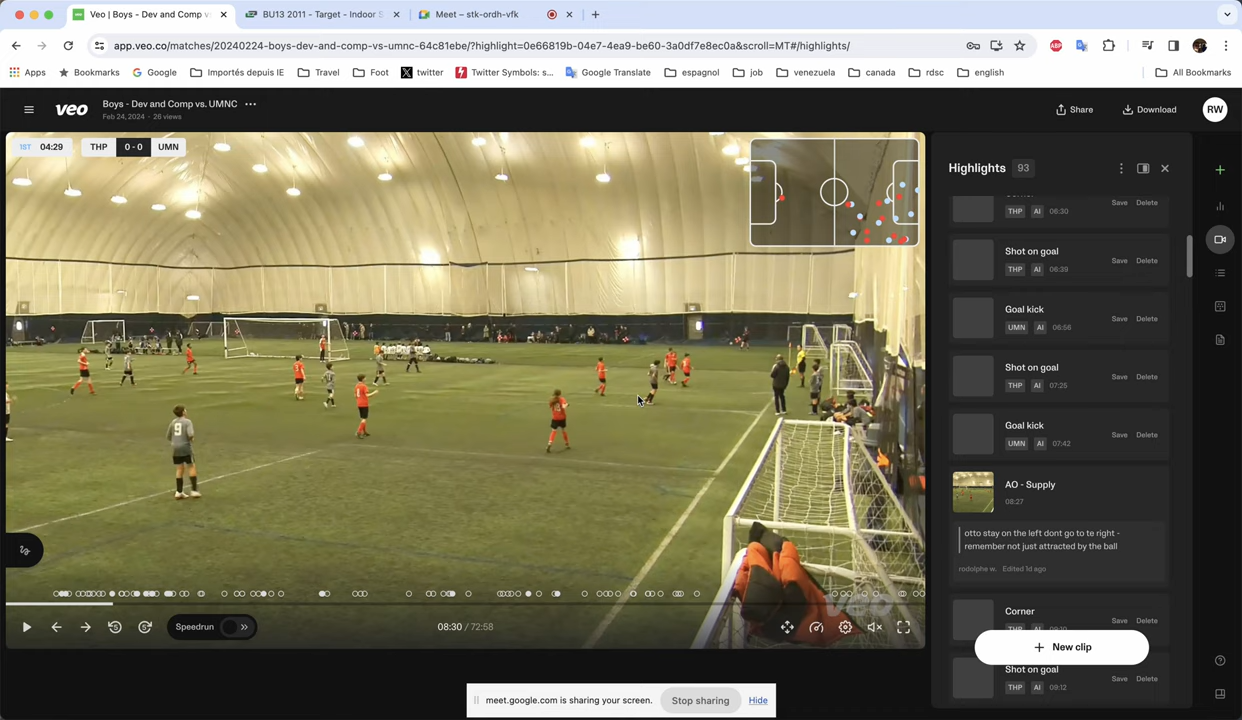 Veo | Boys - Dev and Comp v
BU13 2011 - Target - Indoor S
Meet – stk-ordh-vfk
app.veo.co/matches/20240224-boys-dev-and-comp-vs-umnc-64c81ebe/?highlight=0e66819b-04e7-4ea9-be60-3a0df7e8ec0a&scroll=MT#/highlights/
ABP
Apps
Bookmarks
Google
Importés depuis IE
Travel
Foot
twitter
Twitter Symbols: s...
Google Translate
espagnol
job
venezuela
canada
rdsc
english
All Bookmarks
veo
Boys - Dev and Comp vs. UMNC
Feb 24, 2024 • 26 views
Share
Download
RW
1ST 04:29 THP 0 - 0 UMN
9
Highlights 93
THP AI 06:30
Save Delete
Shot on goal
THP AI 06:39
Save Delete
Goal kick
UMN AI 06:56
Save Delete
Shot on goal
THP AI 07:25
Save Delete
Goal kick
UMN AI 07:42
Save Delete
AO - Supply
08:27
otto stay on the left dont go to te right -
remember not just attracted by the ball
rodolphe w. Edited 1d ago
Corner
Save Delete
New clip
Shot on goal
THP AI 09:12
Save Delete
5
5
Speedrun
08:30 / 72:58
meet.google.com is sharing your screen.
Stop sharing
Hide